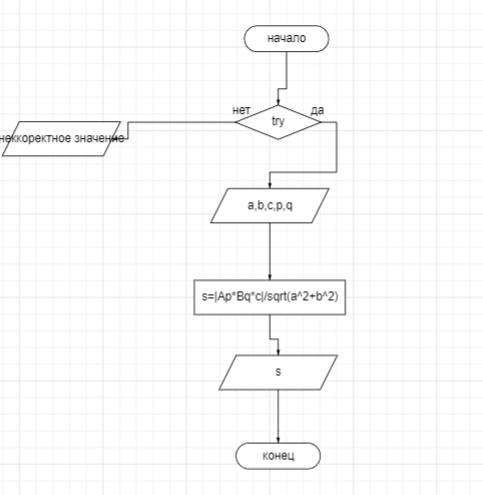 начало
нет
да
try
неккоректное значение
a,b,c,p,q
s=|Ap*Bq*c|/sqrt(a^2+b^2)
s
конец